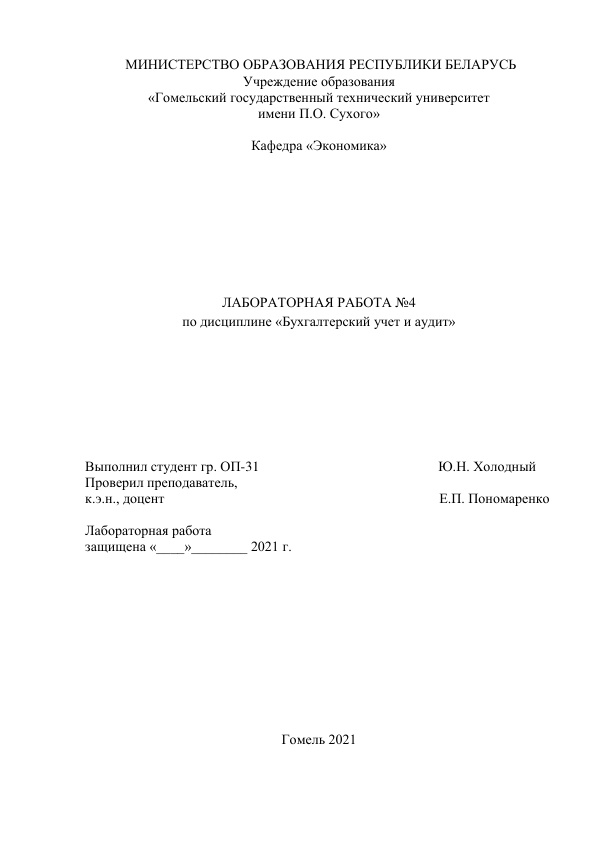 МИНИСТЕРСТВО ОБРАЗОВАНИЯ РЕСПУБЛИКИ БЕЛАРУСЬ
Учреждение образования
«Гомельский государственный технический университет
имени П.О. Сухого»
Кафедра «Экономика»
ЛАБОРАТОРНАЯ РАБОТА №4
по дисциплине «Бухгалтерский учет и аудит»
Выполнил студент гр. ОП-31 Ю.Н. Холодный
Проверил преподаватель,
к.э.н., доцент Е.П. Пономаренко
Лабораторная работа
защищена «____»________ 2021 г.
Гомель 2021